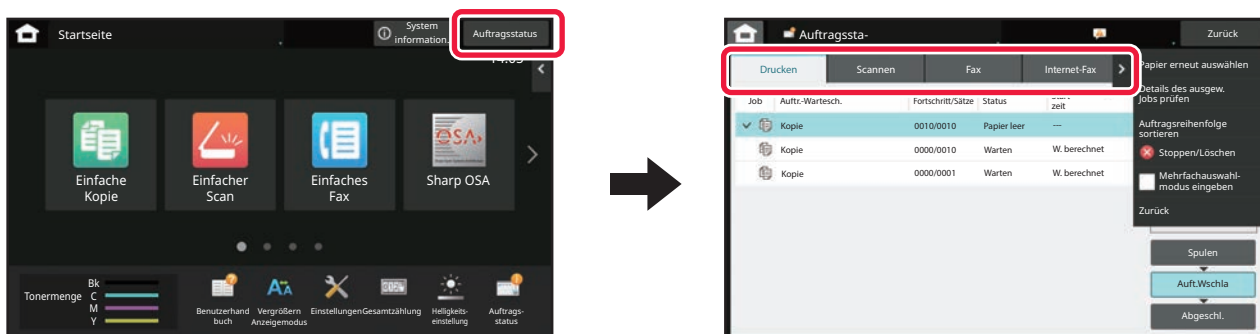 Startseite
System
information.
Auftragsstatus
Einfache
Kopie
Einfacher
Scan
Einfaches
Fax
OSA
Sharp OSA
Tonermenge
Bk
C
M
Y
Benutzerhand
buch
Vergrößern
Anzeigemodus
Einstellungen
Gesamtzählung
Helligkeits-
einstellung
Auftrags-
status
Auftragssta-
Zurück
Drucken
Scannen
Fax
Internet-Fax
Job
Auftr.-Wartesch.
Fortschritt/Sätze
Status
zeit
Kopie
0010/0010
Papier leer
—
Kopie
0000/0010
Warten
W. berechnet
Kopie
0000/0001
Warten
W. berechnet
Papier erneut auswählen
Details des ausgew.
Jobs prüfen
Auftragsreihenfolge
sortieren
Stoppen/Löschen
Mehrfachauswahl-
modus eingeben
Zurück
Spulen
Auft.Wschla
Abgeschl.